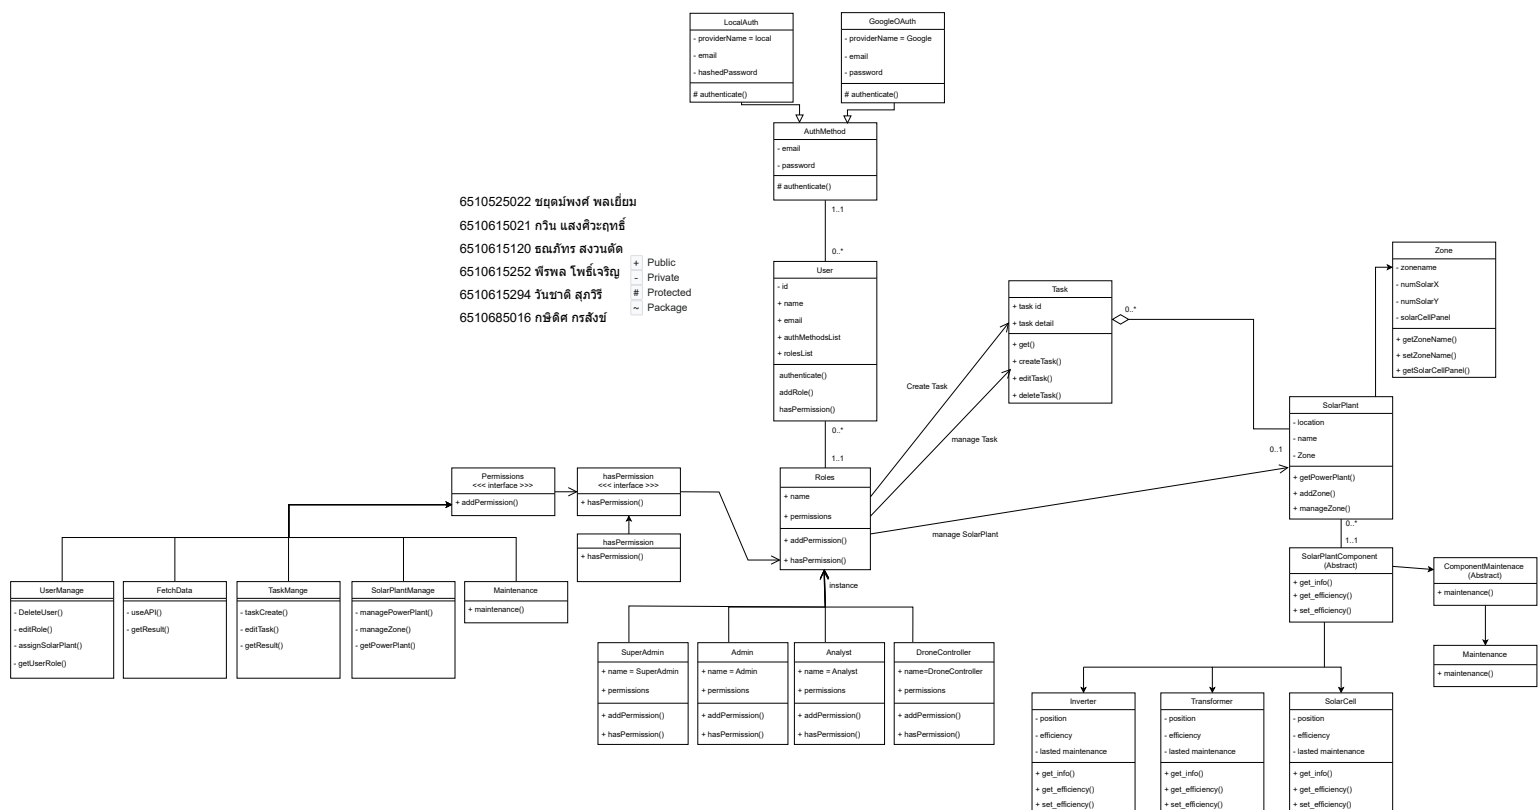 LocalAuth
- providerName = local
- email
- hashedPassword
# authenticate()
GoogleOAuth
- providerName = Google
- email
- password
# authenticate()
AuthMethod
- email
- password
# authenticate()
1..1
0..*
6510525022 ชยุตม์พงศ์ พลเยี่ยม
6510615021 กวิน แสงศิวะฤทธิ์
6510615120 ธณภัทร สงวนดัด
6510615252 พีรพล โพธิ์เจริญ
6510615294 วันชาติ สุภวิรี
6510685016 กษิดิศ กรสังข์
+ Public
- Private
# Protected
~ Package
User
- id
+ name
+ email
+ authMethodsList
+ rolesList
authenticate()
addRole()
hasPermission()
0..*
1..1
Task
+ task id
+ task detail
+ get()
+ createTask()
+ editTask()
+ deleteTask()
0..*
Zone
- zonename
- numSolarX
- numSolarY
- solarCellPanel
+ getZoneName()
+ setZoneName()
+ getSolarCellPanel()
Create Task
manage Task
manage SolarPlant
0..1
SolarPlant
- location
- name
- Zone
+ getPowerPlant()
+ addZone()
+ manageZone()
0..*
1..1
Permissions
<<< interface >>>
+ addPermission()
hasPermission
<<< interface >>>
+ hasPermission()
hasPermission
+ hasPermission()
Roles
+ name
+ permissions
+ addPermission()
+ hasPermission()
instance
SolarPlantComponent
(Abstract)
+ get_info()
+ get_efficiency()
+ set_efficiency()
ComponentMaintenace
(Abstract)
+ maintenance()
Maintenance
+ maintenance()
UserManage
- DeleteUser()
- editRole()
- assignSolarPlant()
- getUserRole()
FetchData
- useAPI()
- getResult()
TaskMange
- taskCreate()
- editTask()
- getResult()
SolarPlantManage
- managePowerPlant()
- manageZone()
- getPowerPlant()
Maintenance
+ maintenance()
SuperAdmin
+ name = SuperAdmin
+ permissions
+ addPermission()
+ hasPermission()
Admin
+ name = Admin
+ permissions
+ addPermission()
+ hasPermission()
Analyst
+ name = Analyst
+ permissions
+ addPermission()
+ hasPermission()
DroneController
+ name=DroneController
+ permissions
+ addPermission()
+ hasPermission()
Inverter
- position
- efficiency
- lasted maintenance
+ get_info()
+ get_efficiency()
+ set_efficiency()
Transformer
- position
- efficiency
- lasted maintenance
+ get_info()
+ get_efficiency()
+ set_efficiency()
SolarCell
- position
- efficiency
- lasted maintenance
+ get_info()
+ get_efficiency()
+ set_efficiency()